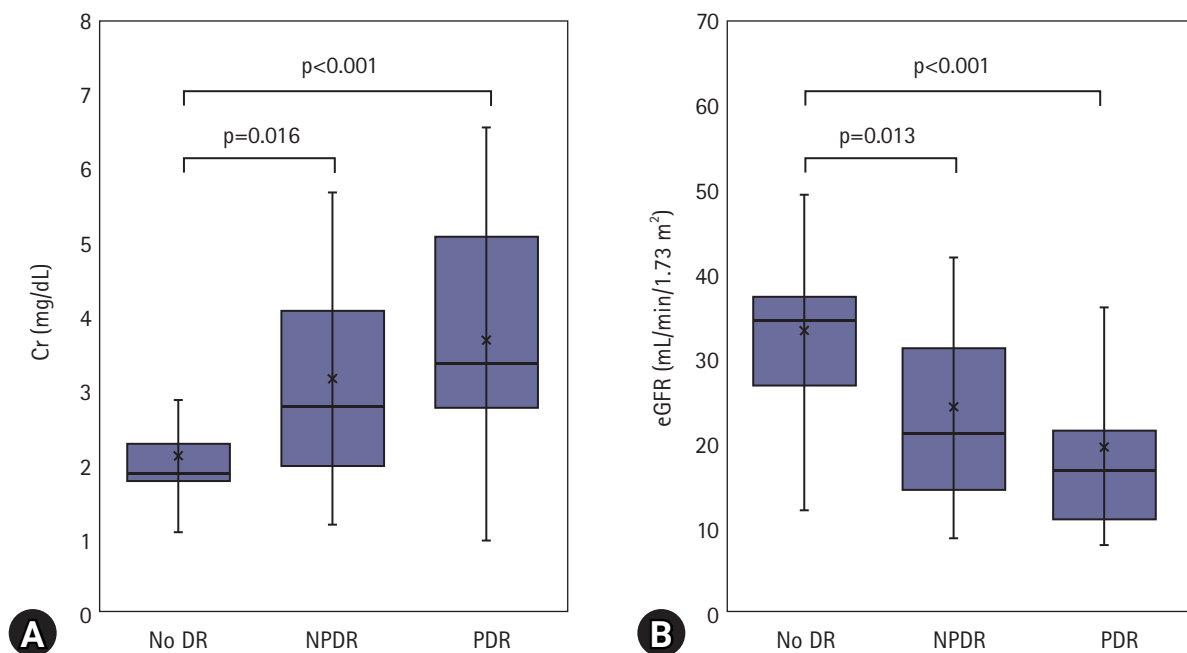 8
7
6
5
4
3
2
1
0
Cr (mg/dL)
p<0.001
p=0.016
No DR NPDR PDR
A
70
60
50
40
30
20
10
0
eGFR (mL/min/1.73 m²)
p<0.001
p=0.013
No DR NPDR PDR
B